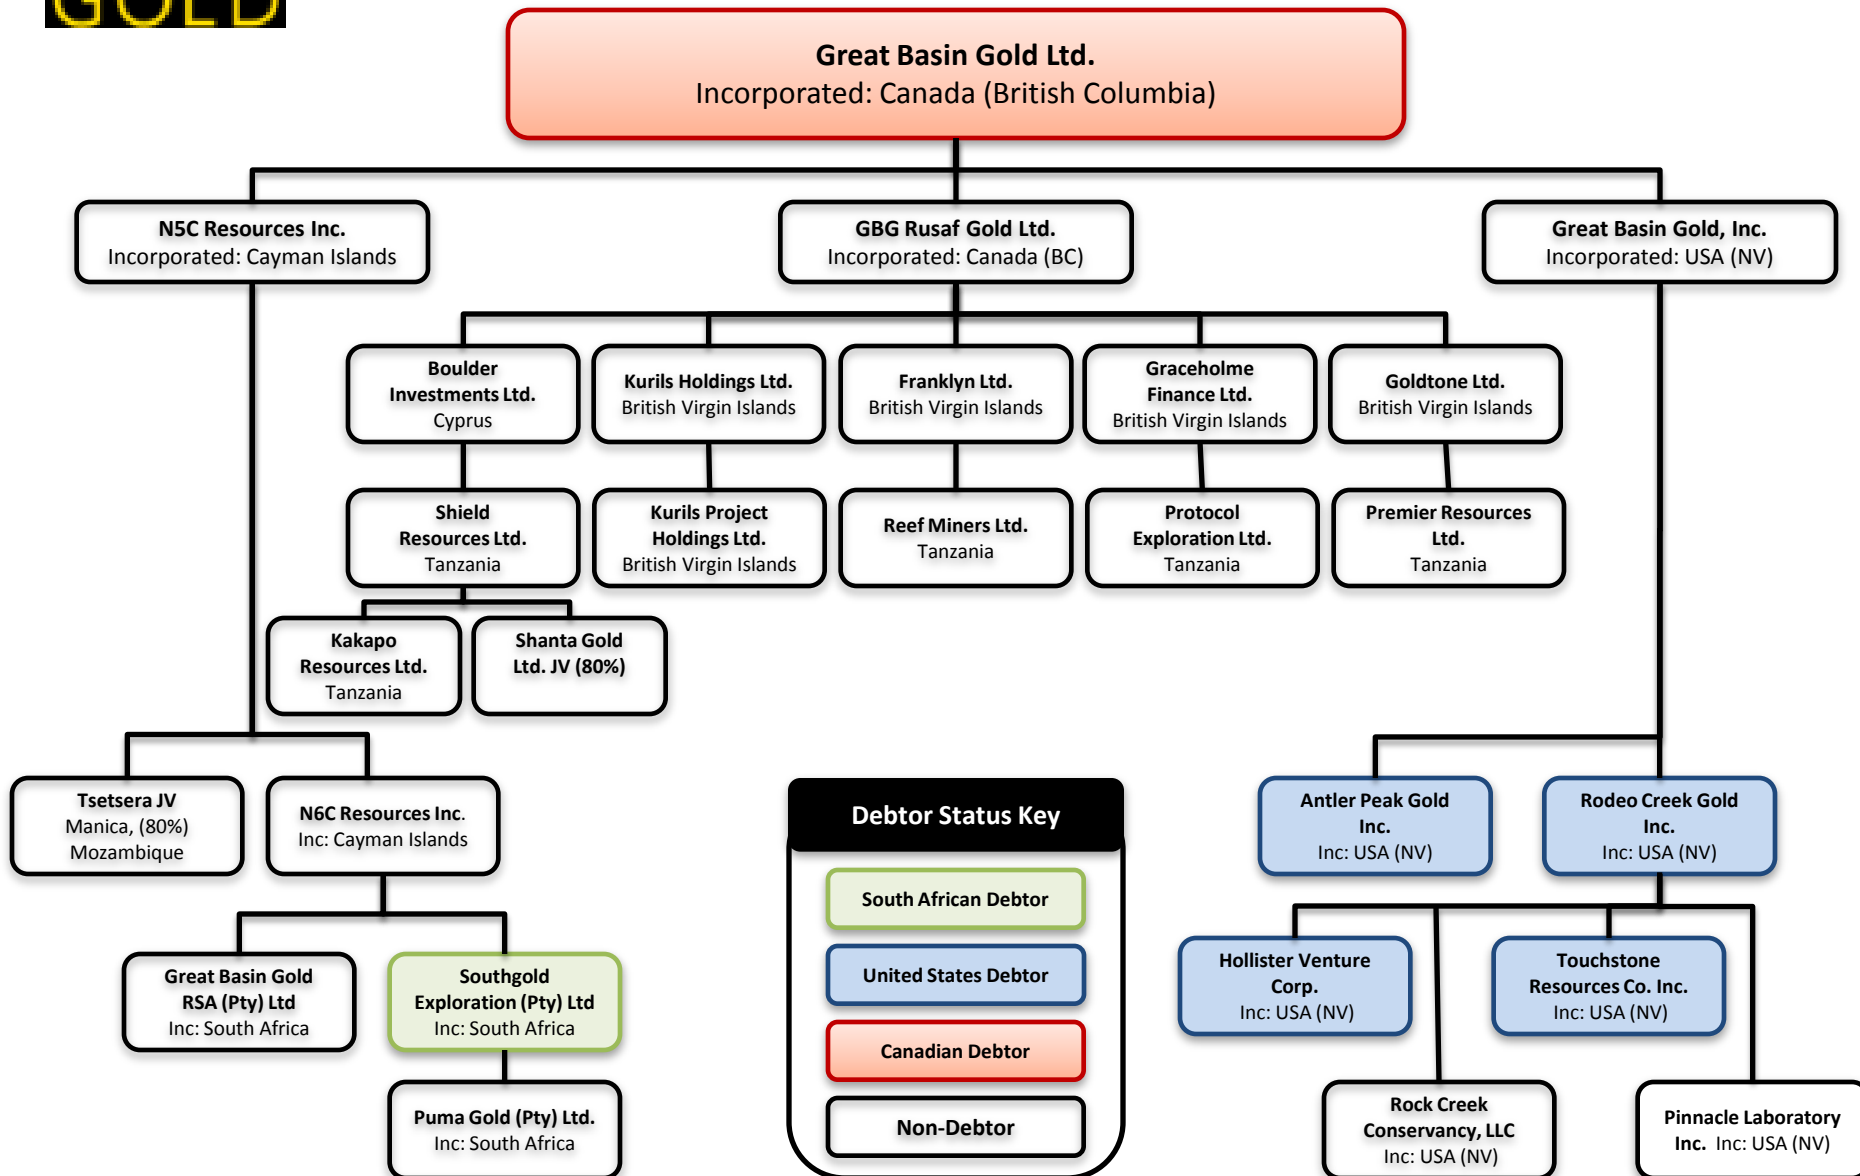 GOLD
Great Basin Gold Ltd.
Incorporated: Canada (British Columbia)
N5C Resources Inc.
Incorporated: Cayman Islands
GBG Rusaf Gold Ltd.
Incorporated: Canada (BC)
Great Basin Gold, Inc.
Incorporated: USA (NV)
Boulder
Investments Ltd.
Cyprus
Kurils Holdings Ltd.
British Virgin Islands
Franklyn Ltd.
British Virgin Islands
Graceholme
Finance Ltd.
British Virgin Islands
Goldtone Ltd.
British Virgin Islands
Shield
Resources Ltd.
Tanzania
Kurils Project
Holdings Ltd.
British Virgin Islands
Reef Miners Ltd.
Tanzania
Protocol
Exploration Ltd.
Tanzania
Premier Resources
Ltd.
Tanzania
Kakapo
Resources Ltd.
Tanzania
Shanta Gold
Ltd. JV (80%)
Tsetsera JV
Manica, (80%)
Mozambique
N6C Resources Inc.
Inc: Cayman Islands
Antler Peak Gold
Inc.
Inc: USA (NV)
Rodeo Creek Gold
Inc.
Inc: USA (NV)
Great Basin Gold
RSA (Pty) Ltd
Inc: South Africa
Southgold
Exploration (Pty) Ltd
Inc: South Africa
Hollister Venture
Corp.
Inc: USA (NV)
Touchstone
Resources Co. Inc.
Inc: USA (NV)
Puma Gold (Pty) Ltd.
Inc: South Africa
Rock Creek
Conservancy, LLC
Inc: USA (NV)
Pinnacle Laboratory
Inc. Inc: USA (NV)
Debtor Status Key
South African Debtor
United States Debtor
Canadian Debtor
Non-Debtor